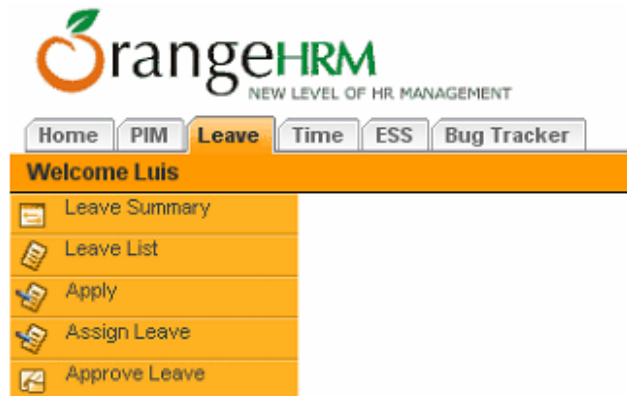 OrangeHRM
NEW LEVEL OF HR MANAGEMENT
Home PIM Leave Time ESS Bug Tracker
Welcome Luis
Leave Summary
Leave List
Apply
Assign Leave
Approve Leave